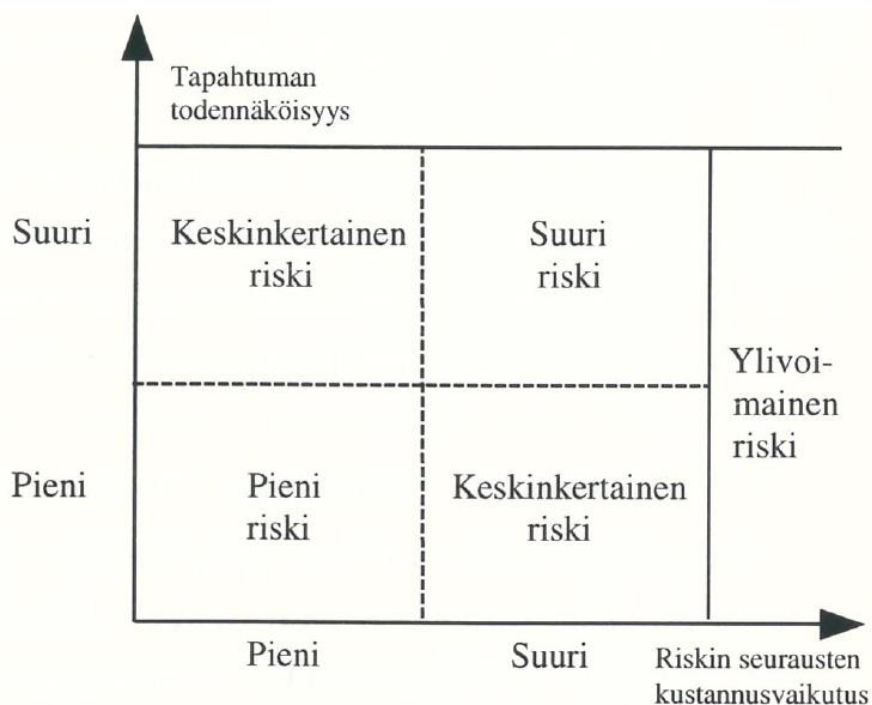 Tapahtuman
todennäköisyys
Suuri
Keskinkertainen
riski
Suuri
riski
Ylivoi-
mainen
riski
Pieni
Pieni
riski
Keskinkertainen
riski
Pieni
Suuri
Riskin seurausten
kustannusvaikutus